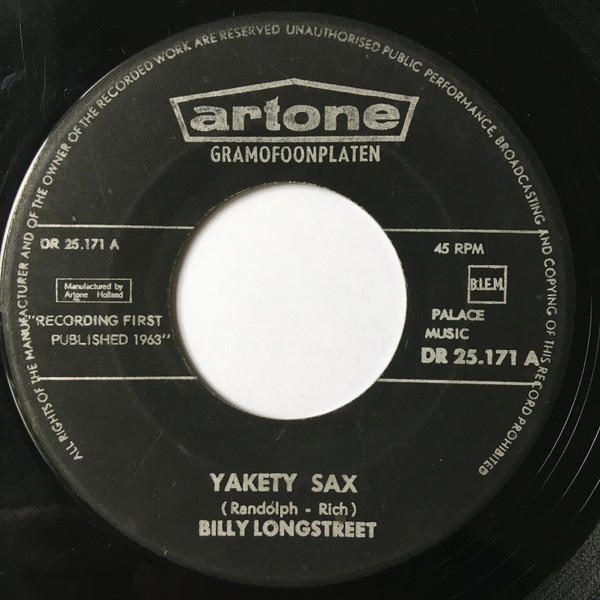 ALL RIGHTS OF THE MANUFACTURER AND OF THE OWNER OF THE RECORDED WORK ARE RESERVED UNAUTHORISED PUBLIC PERFORMANCE, BROADCASTING AND COPYING OF THIS RECORD PROHIBITED
artone
GRAMOFOONPLATEN
DR 25.171 A
45 RPM
Manufactured by
Artone Holland
B.I.E.M.
"RECORDING FIRST
PUBLISHED 1963"
PALACE
MUSIC
DR 25.171 A
YAKETY SAX
(Randólph - Rich)
BILLY LONGSTREET